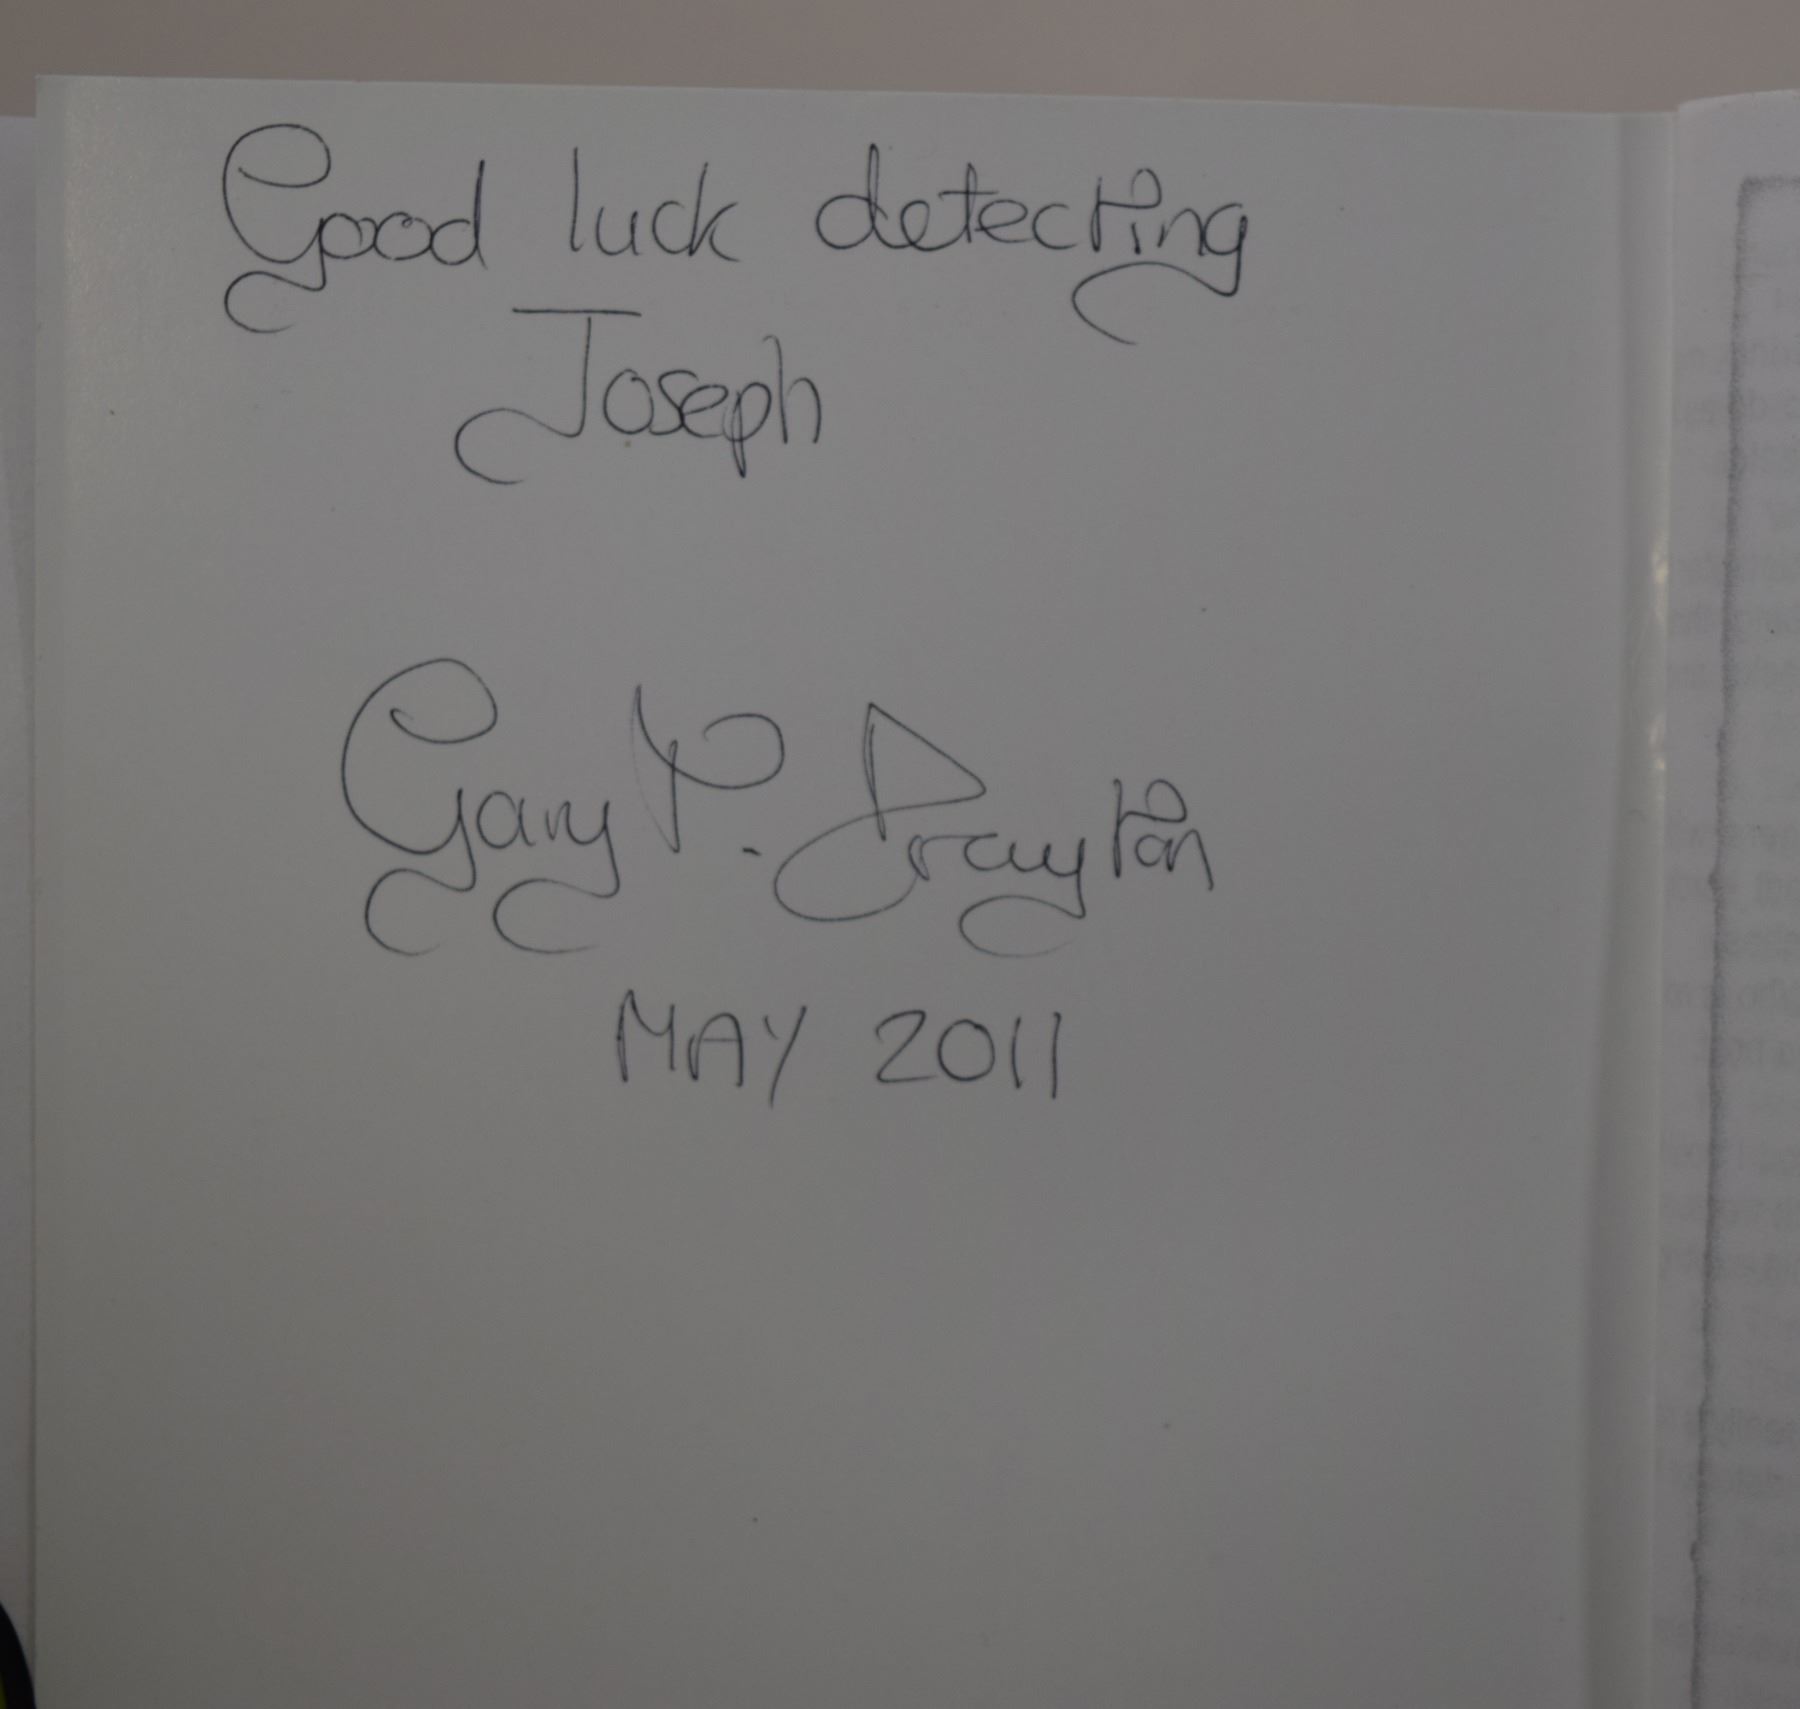 Good luck detecting
Joseph
Gary P. Drayton
MAY 2011